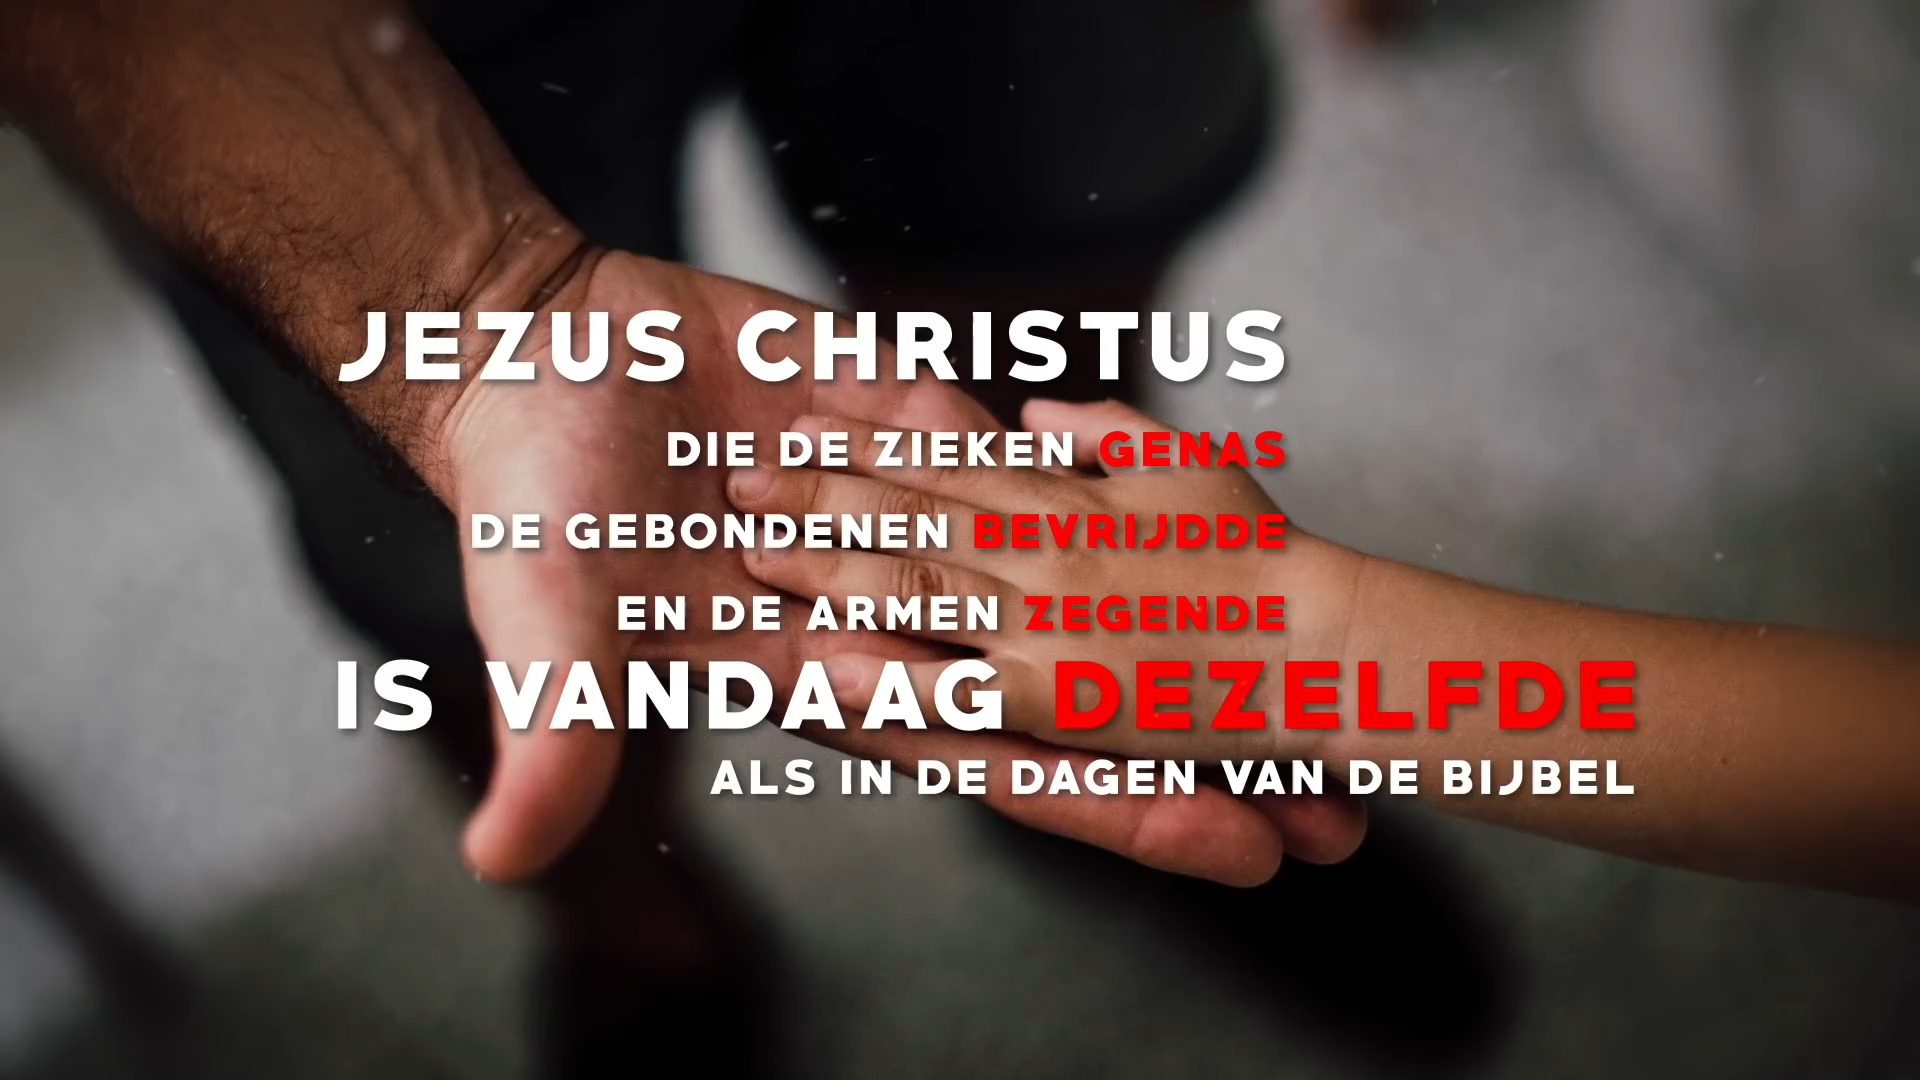 JEZUS CHRISTUS
DIE DE ZIEKEN GENAS
DE GEBONDENEN BEVRIJDDE
EN DE ARMEN ZEGENDE
IS VANDAAG DEZELFDE
ALS IN DE DAGEN VAN DE BIJBEL